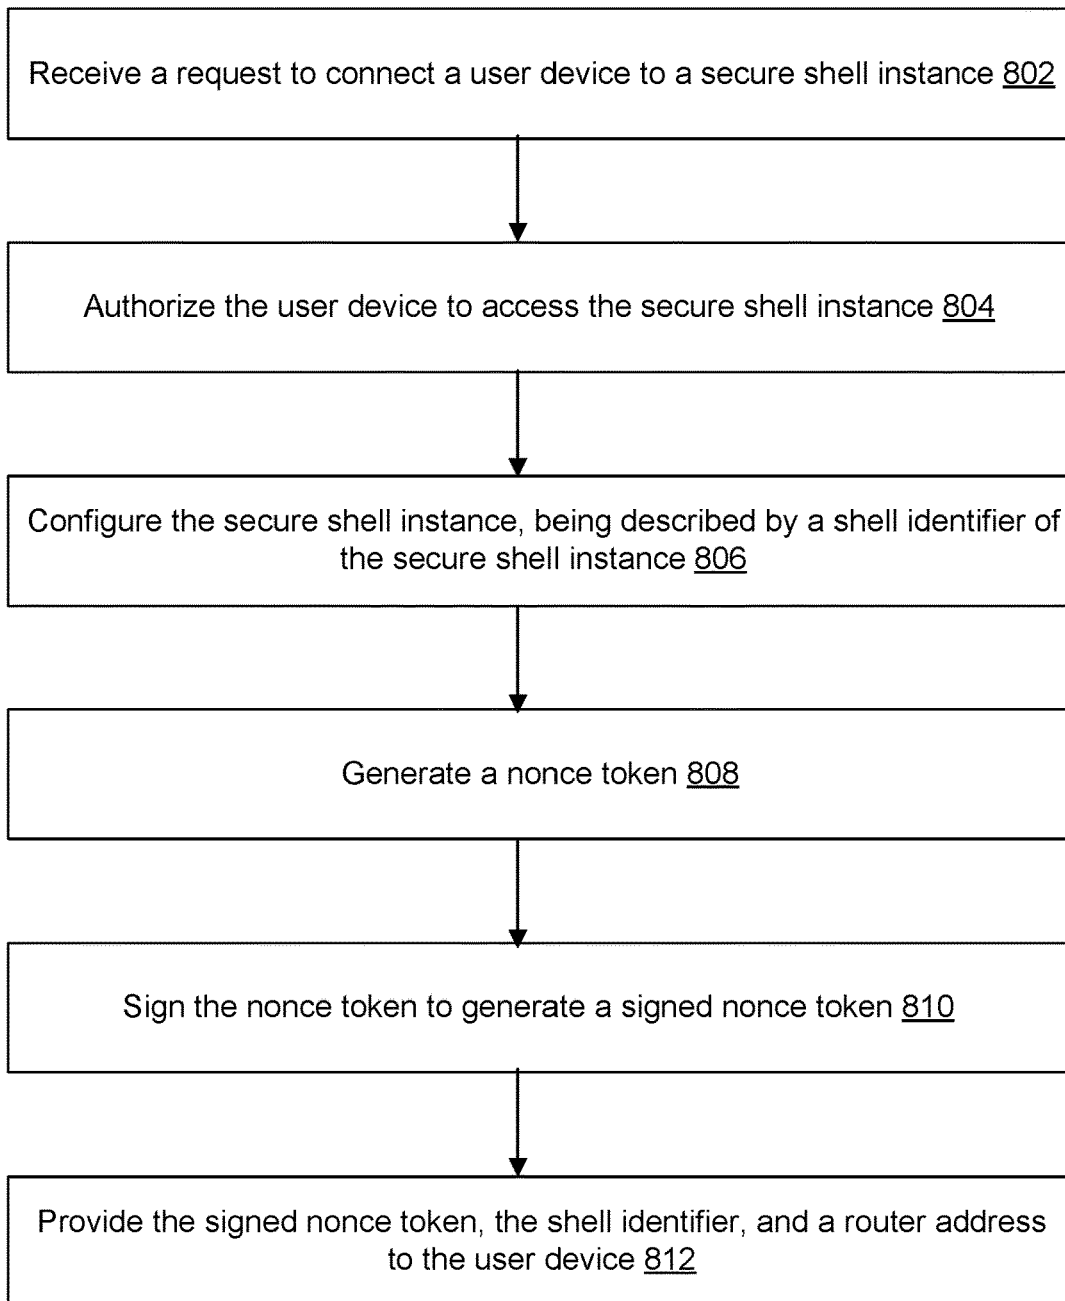 Receive a request to connect a user device to a secure shell instance 802
Authorize the user device to access the secure shell instance 804
Configure the secure shell instance, being described by a shell identifier of
the secure shell instance 806
Generate a nonce token 808
Sign the nonce token to generate a signed nonce token 810
Provide the signed nonce token, the shell identifier, and a router address
to the user device 812